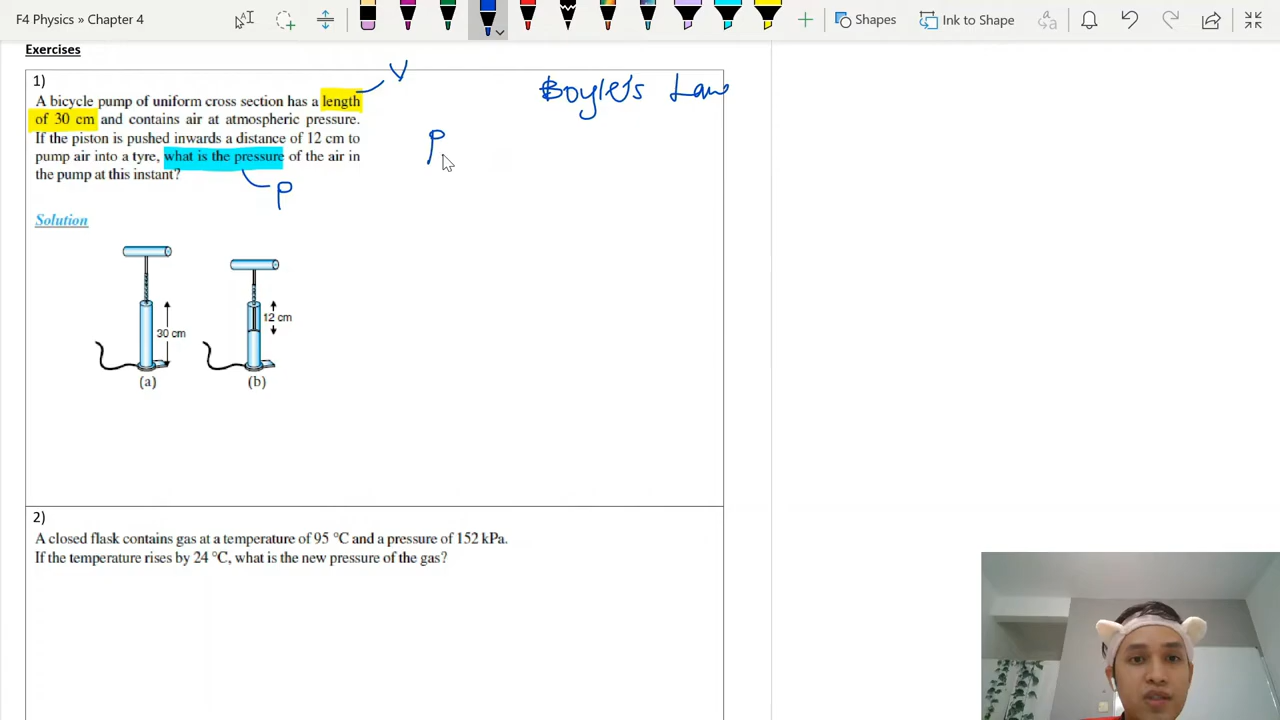 F4 Physics » Chapter 4
Shapes
Ink to Shape
Exercises
1)
A bicycle pump of uniform cross section has a length
of 30 cm and contains air at atmospheric pressure.
If the piston is pushed inwards a distance of 12 cm to
pump air into a tyre, what is the pressure of the air in
the pump at this instant?
V
Boyle's Law
P
P
Solution
30 cm
12 cm
(a)
(b)
2)
A closed flask contains gas at a temperature of 95 °C and a pressure of 152 kPa.
If the temperature rises by 24 °C, what is the new pressure of the gas?